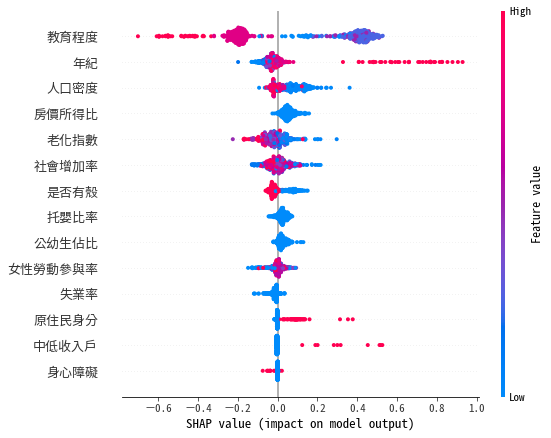 High
教育程度
年紀
人口密度
房價所得比
老化指數
社會增加率
是否有殼
托嬰比率
公幼生佔比
女性勞動參與率
失業率
原住民身分
中低收入戶
身心障礙
Feature value
Low
−0.6 −0.4 −0.2 0.0 0.2 0.4 0.6 0.8 1.0
SHAP value (impact on model output)